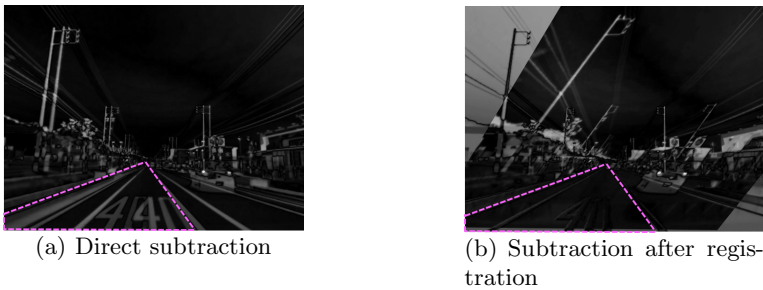 (a) Direct subtraction
(b) Subtraction after regis-
tration